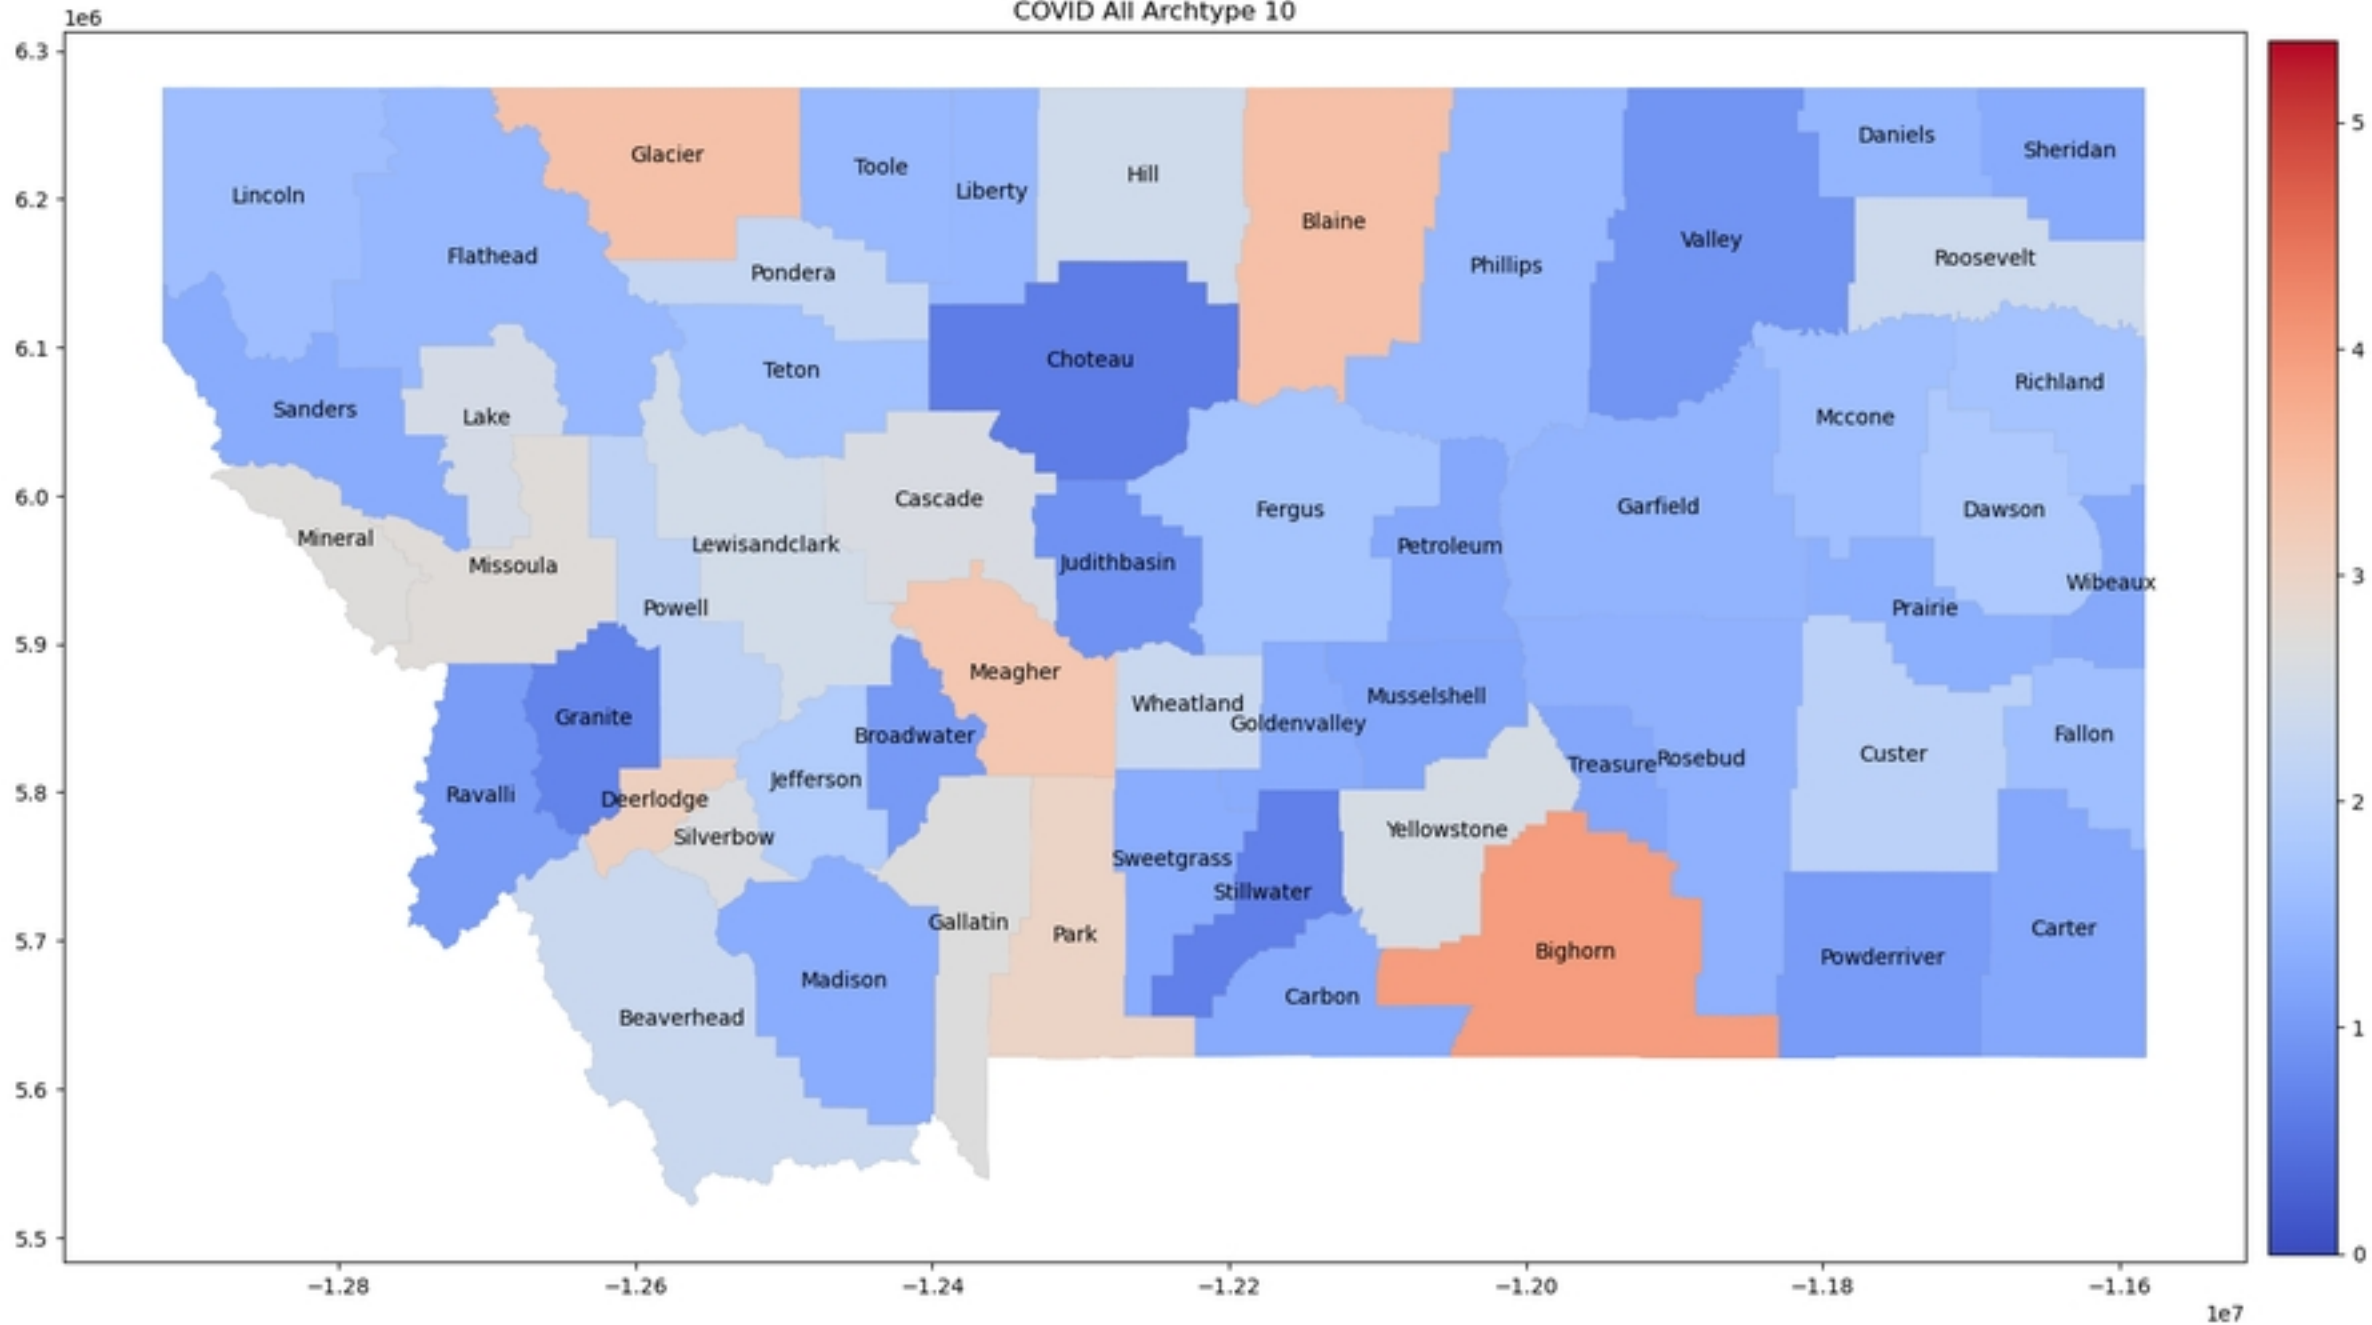 COVID All Archtype 10
1e6
6.3
6.2
6.1
6.0
5.9
5.8
5.7
5.6
5.5
Lincoln
Flathead
Glacier
Toole
Liberty
Hill
Blaine
Phillips
Valley
Daniels
Sheridan
Roosevelt
Pondera
Teton
Choteau
Richland
Mccone
Sanders
Lake
Cascade
Fergus
Garfield
Dawson
Mineral
Missoula
Lewisandclark
Judithbasin
Petroleum
Wibeaux
Powell
Prairie
Meagher
Wheatland
Musselshell
Granite
Goldenvalley
Broadwater
Fallon
Jefferson
Treasure
Rosebud
Custer
Ravalli
Deerlodge
Silverbow
Yellowstone
Sweetgrass
Stillwater
Gallatin
Park
Bighorn
Powderriver
Carter
Madison
Carbon
Beaverhead
−1.28
−1.26
−1.24
−1.22
−1.20
−1.18
−1.16
1e7
5
4
3
2
1
0